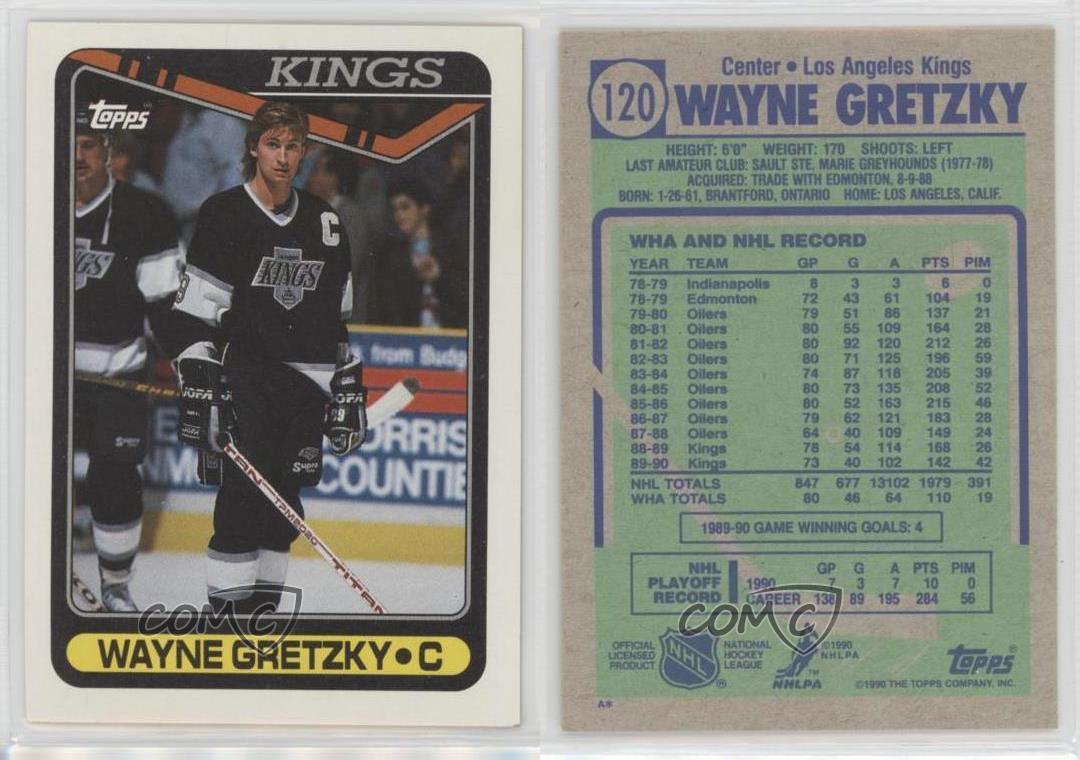 KINGS
topps
C
KINGS
GS
from Budg
JOFA
JOFA
89
ORRIS
COUNTIE
Supra
Supra
TITAN TPM2020 TITAN
WAYNE GRETZKY • C
COMC
120
Center • Los Angeles Kings
WAYNE GRETZKY
HEIGHT: 6'0" WEIGHT: 170 SHOOTS: LEFT
LAST AMATEUR CLUB: SAULT STE. MARIE GREYHOUNDS (1977-78)
ACQUIRED: TRADE WITH EDMONTON, 8-9-88
BORN: 1-26-61, BRANTFORD, ONTARIO HOME: LOS ANGELES, CALIF.
WHA AND NHL RECORD
YEAR TEAM GP G A PTS PIM
78-79 Indianapolis 8 3 3 6 0
78-79 Edmonton 72 43 61 104 19
79-80 Oilers 79 51 86 137 21
80-81 Oilers 80 55 109 164 28
81-82 Oilers 80 92 120 212 26
82-83 Oilers 80 71 125 196 59
83-84 Oilers 74 87 118 205 39
84-85 Oilers 80 73 135 208 52
85-86 Oilers 80 52 163 215 46
86-87 Oilers 79 62 121 183 28
87-88 Oilers 64 40 109 149 24
88-89 Kings 78 54 114 168 26
89-90 Kings 73 40 102 142 42
NHL TOTALS 847 677 13102 1979 391
WHA TOTALS 80 46 64 110 19
1989-90 GAME WINNING GOALS: 4
NHL PLAYOFF RECORD
GP G A PTS PIM
1990 7 3 7 10 0
CAREER 138 89 195 284 56
COMC
OFFICIAL LICENSED PRODUCT
NHL ®
NATIONAL HOCKEY LEAGUE
©1990 NHLPA
NHLPA ™
topps ®
©1990 THE TOPPS COMPANY, INC.
A*